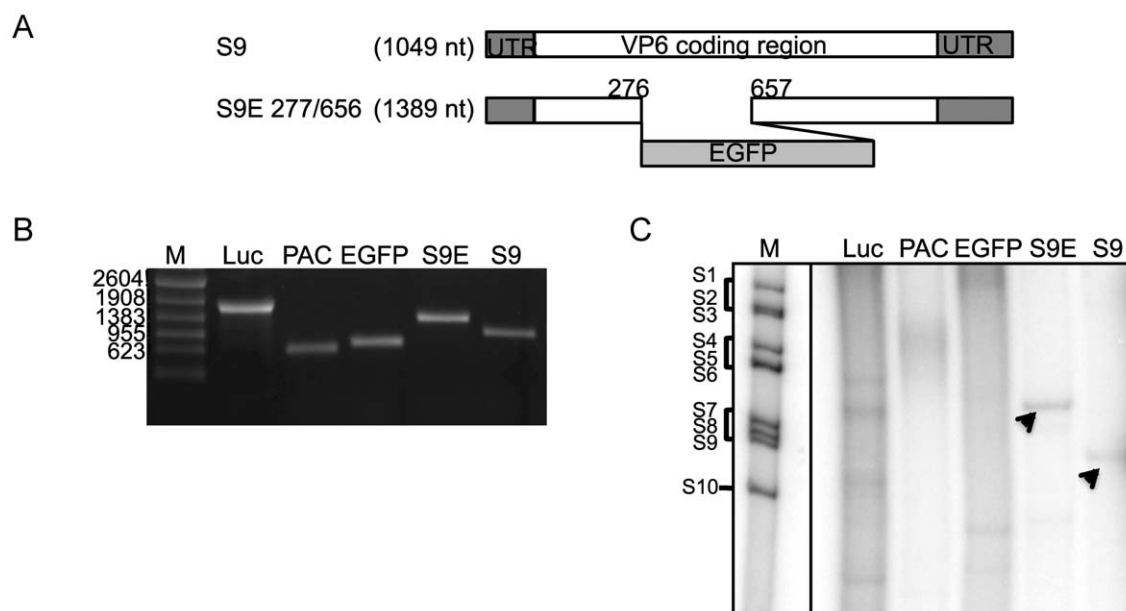 A
S9 (1049 nt) UTR VP6 coding region UTR
276 657
S9E 277/656 (1389 nt)
EGFP
B
M Luc PAC EGFP S9E S9
2604
1908
1383
955
623
C
M Luc PAC EGFP S9E S9
S1
S2
S3
S4
S5
S6
S7
S8
S9
S10